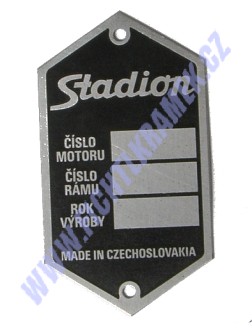 Stadion
ČÍSLO
MOTORU
ČÍSLO
RÁMU
ROK
VÝROBY
MADE IN CZECHOSLOVAKIA